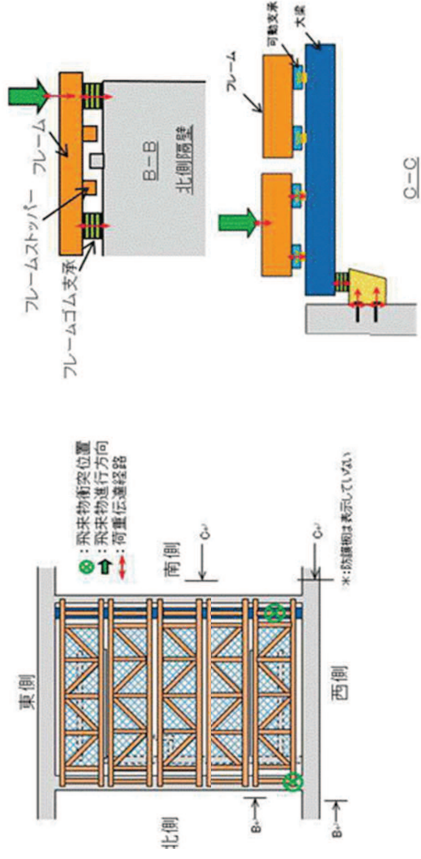 フレームストッパー
フレーム
フレームゴム支承
B-B
北側隔壁
フレーム
可動支承
大梁
C-C
:飛来物衝突位置
:飛来物進行方向
:荷重伝達経路
東側
南側
北側
西側
C
C
B
B
*:防護板は表示していない